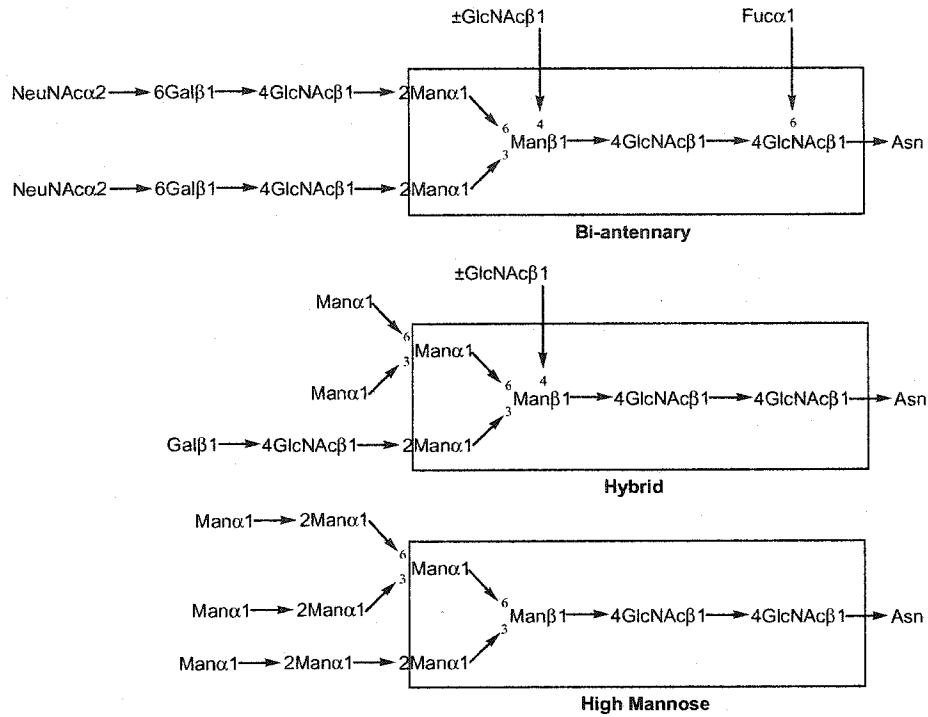 ±GlcNAcβ1 Fucα1
NeuNAcα2 6Galβ1 4GlcNAcβ1 2Manα1
6 4 Manβ1 4GlcNAcβ1 6 4GlcNAcβ1 Asn
3
NeuNAcα2 6Galβ1 4GlcNAcβ1 2Manα1
Bi-antennary
±GlcNAcβ1
Manα1
6
3 Manα1
Manα1
6 4
3 Manβ1 4GlcNAcβ1 4GlcNAcβ1 Asn
Galβ1 4GlcNAcβ1 2Manα1
Hybrid
Manα1 2Manα1
6
3 Manα1
Manα1 2Manα1
6
3 Manβ1 4GlcNAcβ1 4GlcNAcβ1 Asn
Manα1 2Manα1 2Manα1
High Mannose